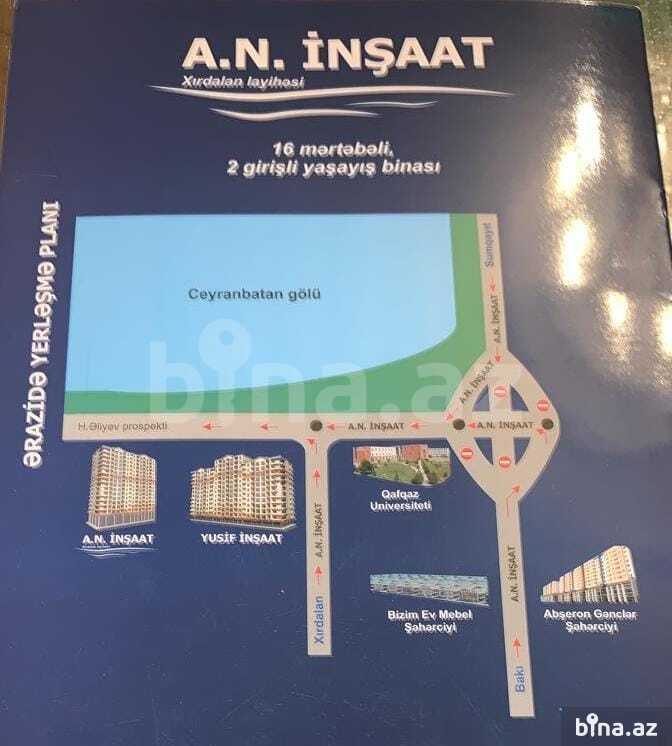 A.N. İNŞAAT
Xırdalan layihəsi
16 mərtəbəli,
2 girişli yaşayış binası
ƏRAZİDƏ YERLƏŞMƏ PLANI
Ceyranbatan gölü
Sumqayıt
A.N. İNŞAAT
A.N. İNŞAAT
bina.az
H.Əliyev prospekti
A.N. İNŞAAT
A.N. İNŞAAT
A.N. İNŞAAT
YUSİF İNŞAAT
A.N. İNŞAAT
Xırdalan
Qafqaz
Universiteti
A.N. İNŞAAT
Bakı
Bizim Ev Mebel
Şəhərciyi
Abşeron Gənclər
Şəhərciyi
bina.az